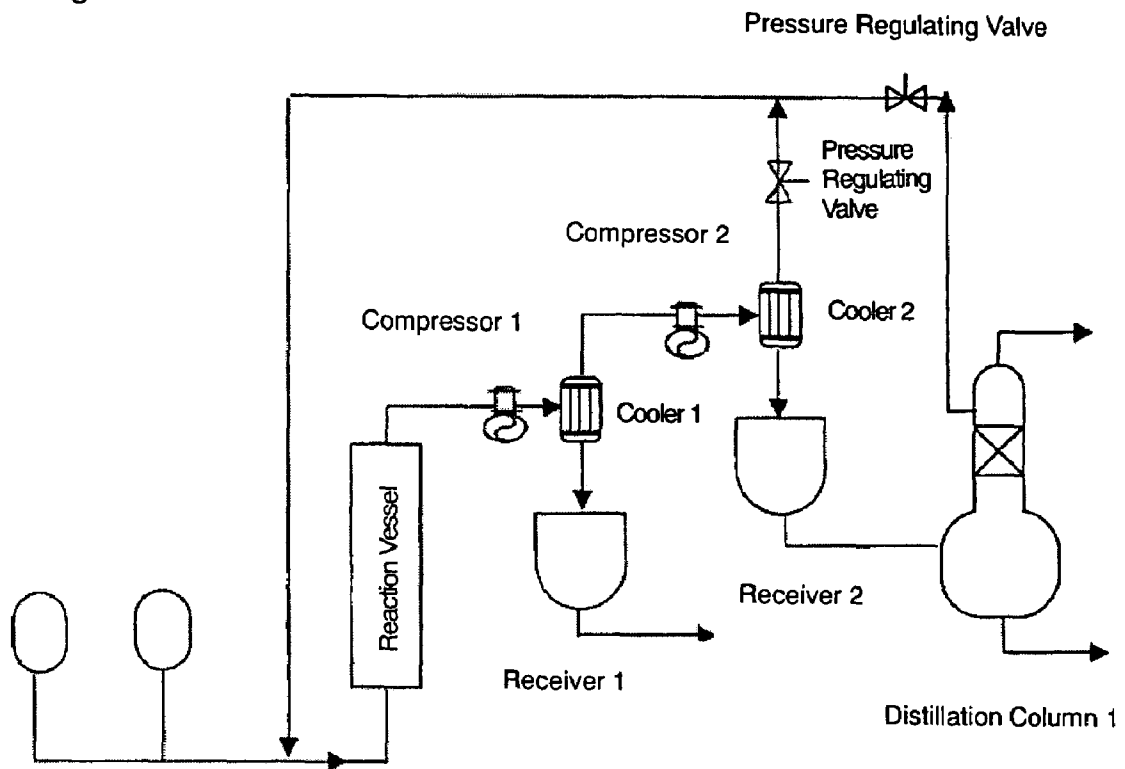 Pressure Regulating Valve
Pressure
Regulating
Valve
Compressor 2
Cooler 2
Compressor 1
Cooler 1
Reaction Vessel
Receiver 2
Receiver 1
Distillation Column 1